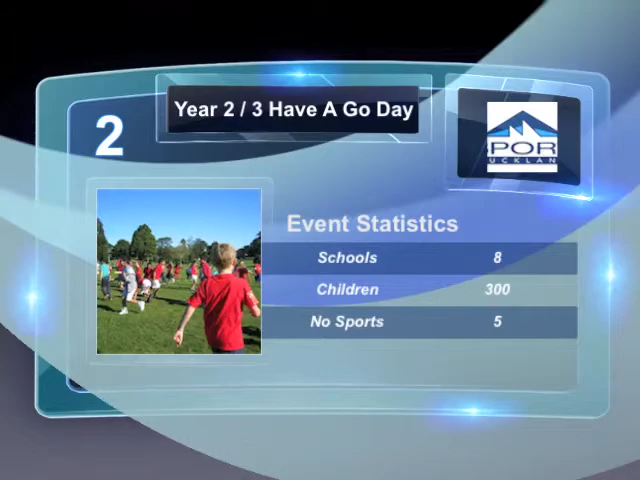 2
Year 2 / 3 Have A Go Day
POR
UCKLAN
Event Statistics
Schools 8
Children 300
No Sports 5